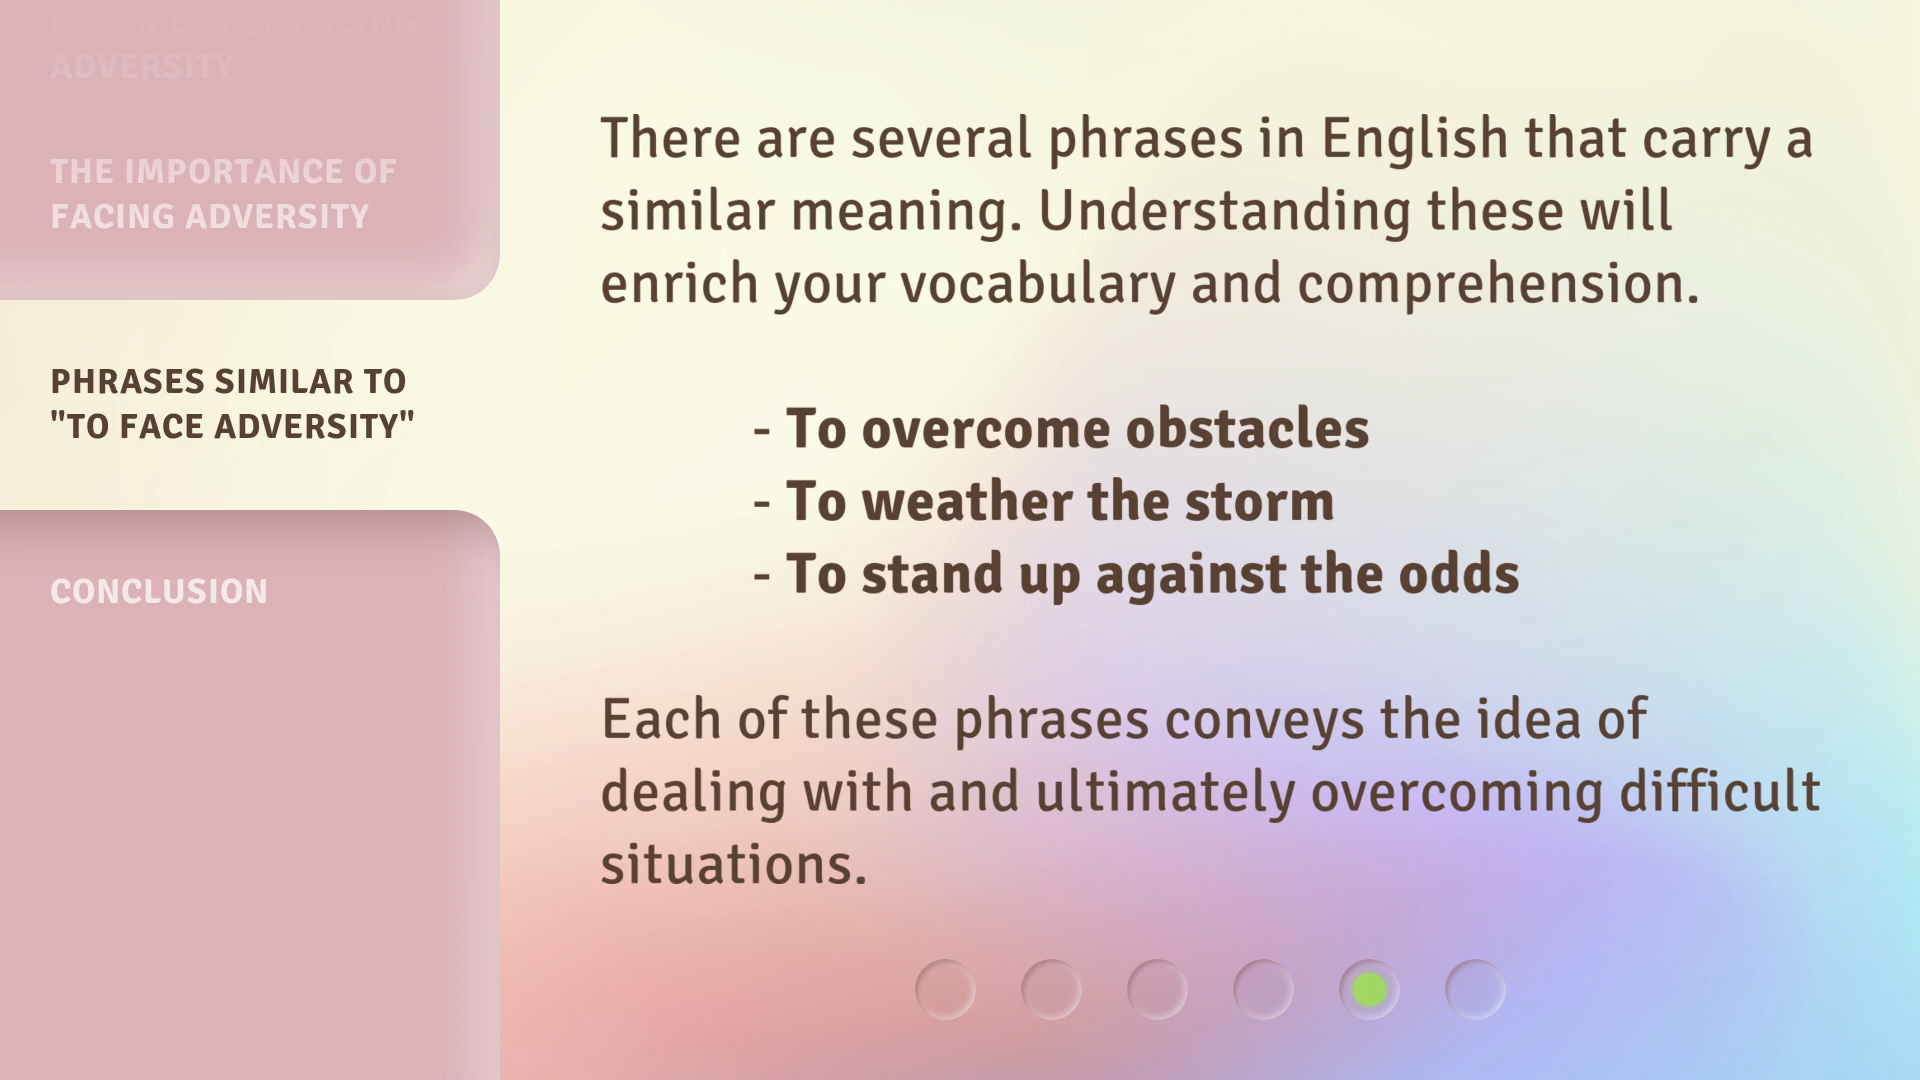 EXAMPLES OF FACING
ADVERSITY
THE IMPORTANCE OF
FACING ADVERSITY
PHRASES SIMILAR TO
"TO FACE ADVERSITY"
CONCLUSION
There are several phrases in English that carry a
similar meaning. Understanding these will
enrich your vocabulary and comprehension.
- To overcome obstacles
- To weather the storm
- To stand up against the odds
Each of these phrases conveys the idea of
dealing with and ultimately overcoming difficult
situations.